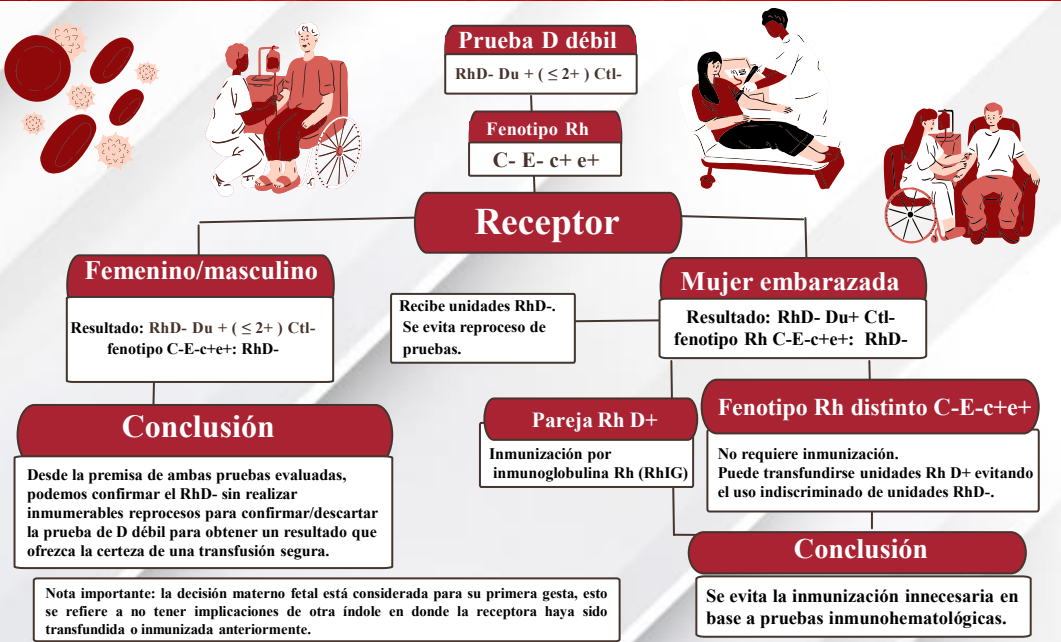 Prueba D débil
RhD- Du + ( ≤ 2+ ) Ctl-
Fenotipo Rh
C- E- c+ e+
Receptor
Femenino/masculino
Resultado: RhD- Du + ( ≤ 2+ ) Ctl-
fenotipo C-E-c+e+: RhD-
Conclusión
Desde la premisa de ambas pruebas evaluadas,
podemos confirmar el RhD- sin realizar
inmumerables reprocesos para confirmar/descartar
la prueba de D débil para obtener un resultado que
ofrezca la certeza de una transfusión segura.
Recibe unidades RhD-.
Se evita reproceso de
pruebas.
Mujer embarazada
Resultado: RhD- Du+ Ctl-
fenotipo Rh C-E-c+e+: RhD-
Pareja Rh D+
Inmunización por
inmunoglobulina Rh (RhIG)
Fenotipo Rh distinto C-E-c+e+
No requiere inmunización.
Puede transfundirse unidades Rh D+ evitando
el uso indiscriminado de unidades RhD-.
Conclusión
Se evita la inmunización innecesaria en
base a pruebas inmunohematológicas.
Nota importante: la decisión materno fetal está considerada para su primera gesta, esto
se refiere a no tener implicaciones de otra índole en donde la receptora haya sido
transfundida o inmunizada anteriormente.